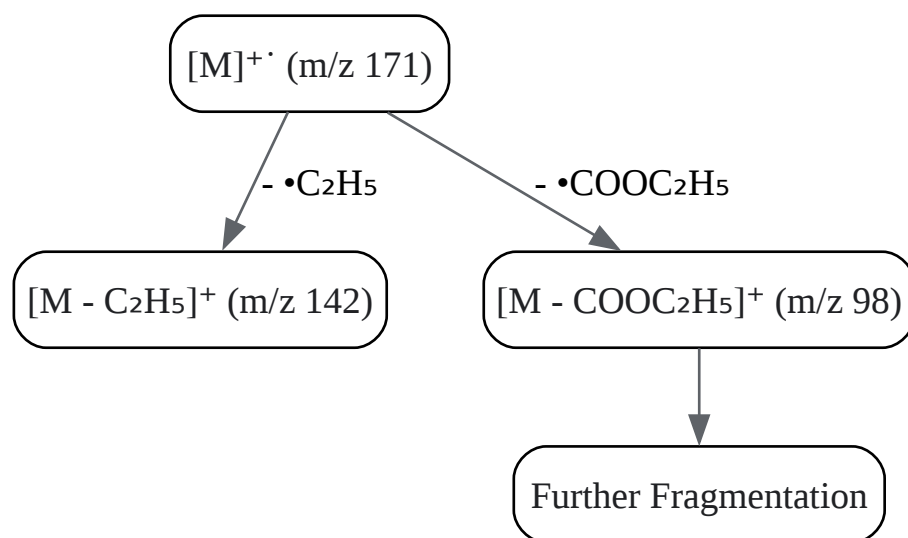 [M]⁺˙ (m/z 171)
- •C₂H₅
- •COOC₂H₅
[M - C₂H₅]⁺ (m/z 142)
[M - COOC₂H₅]⁺ (m/z 98)
Further Fragmentation